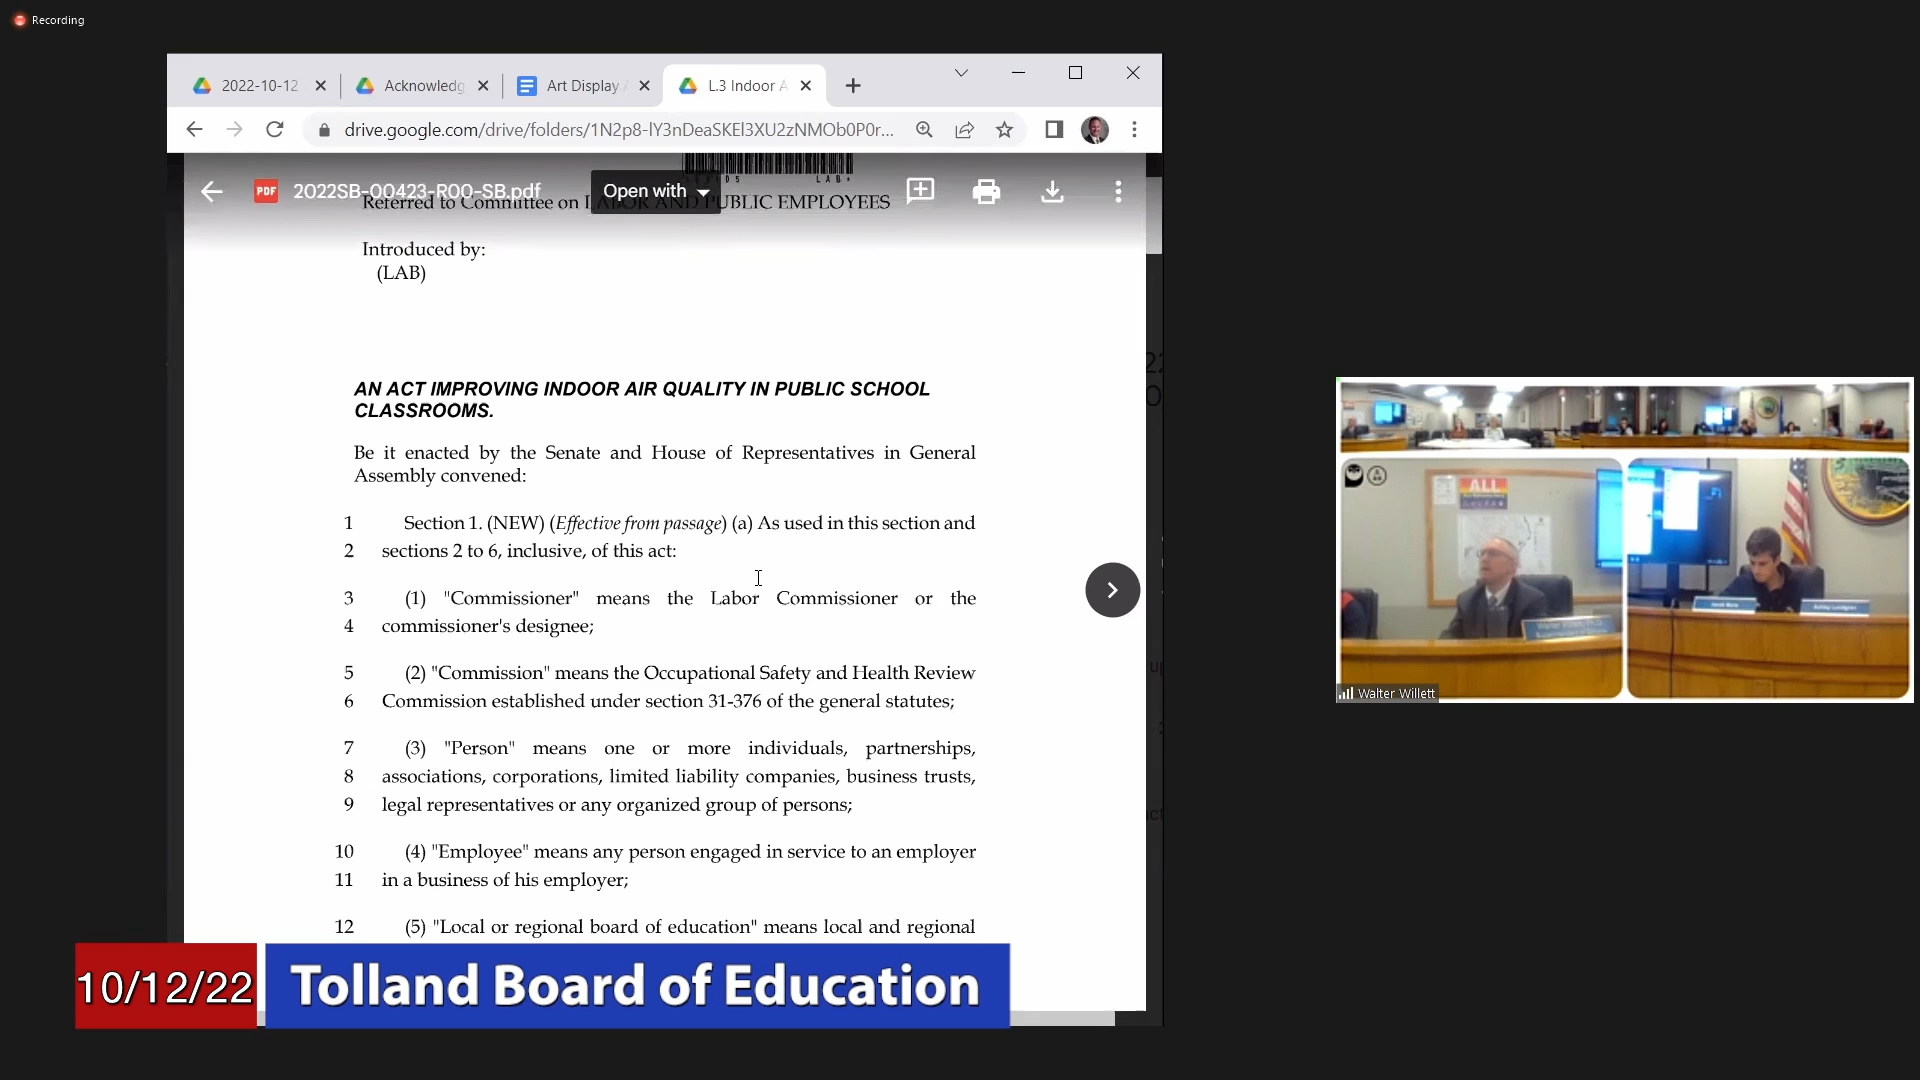 Recording
2022-10-12
Acknowledg
Art Display
L.3 Indoor A
drive.google.com/drive/folders/1N2p8-lY3nDeaSKEl3XU2zNMOb0P0r...
PDF
2022SB-00423-R00-SB.pdf
Open with
LAB
Referred to Committee on LABOR AND PUBLIC EMPLOYEES
Introduced by:
(LAB)
AN ACT IMPROVING INDOOR AIR QUALITY IN PUBLIC SCHOOL
CLASSROOMS.
Be it enacted by the Senate and House of Representatives in General
Assembly convened:
1 Section 1. (NEW) (Effective from passage) (a) As used in this section and
2 sections 2 to 6, inclusive, of this act:
3 (1) "Commissioner" means the Labor Commissioner or the
4 commissioner's designee;
5 (2) "Commission" means the Occupational Safety and Health Review
6 Commission established under section 31-376 of the general statutes;
7 (3) "Person" means one or more individuals, partnerships,
8 associations, corporations, limited liability companies, business trusts,
9 legal representatives or any organized group of persons;
10 (4) "Employee" means any person engaged in service to an employer
11 in a business of his employer;
12 (5) "Local or regional board of education" means local and regional
10/12/22
Tolland Board of Education
ALL
Walter Willett